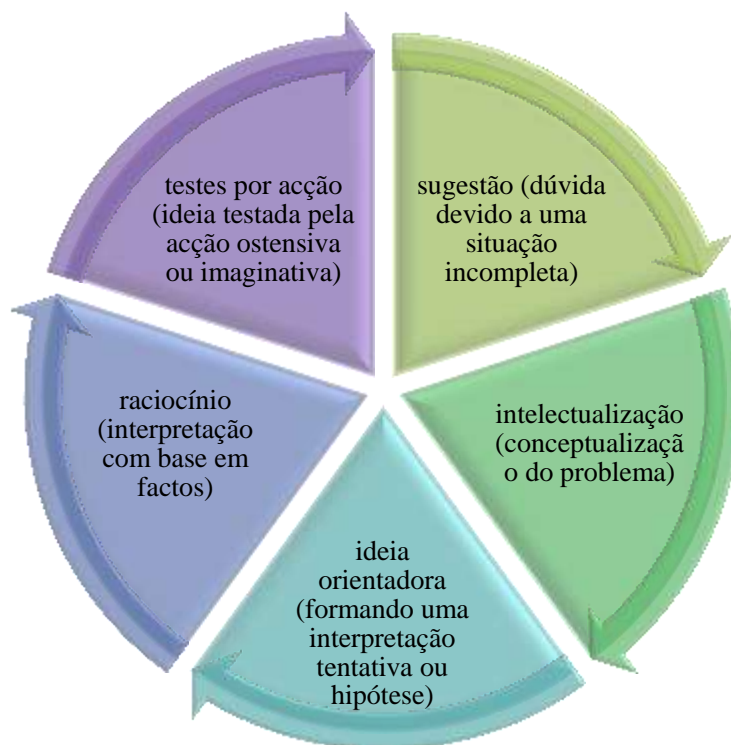 sugestão (dúvida
devido a uma
situação
incompleta)
intelectualização
(conceptualizaçã
o do problema)
ideia
orientadora
(formando uma
interpretação
tentativa ou
hipótese)
raciocínio
(interpretação
com base em
factos)
testes por acção
(ideia testada pela
acção ostensiva
ou imaginativa)